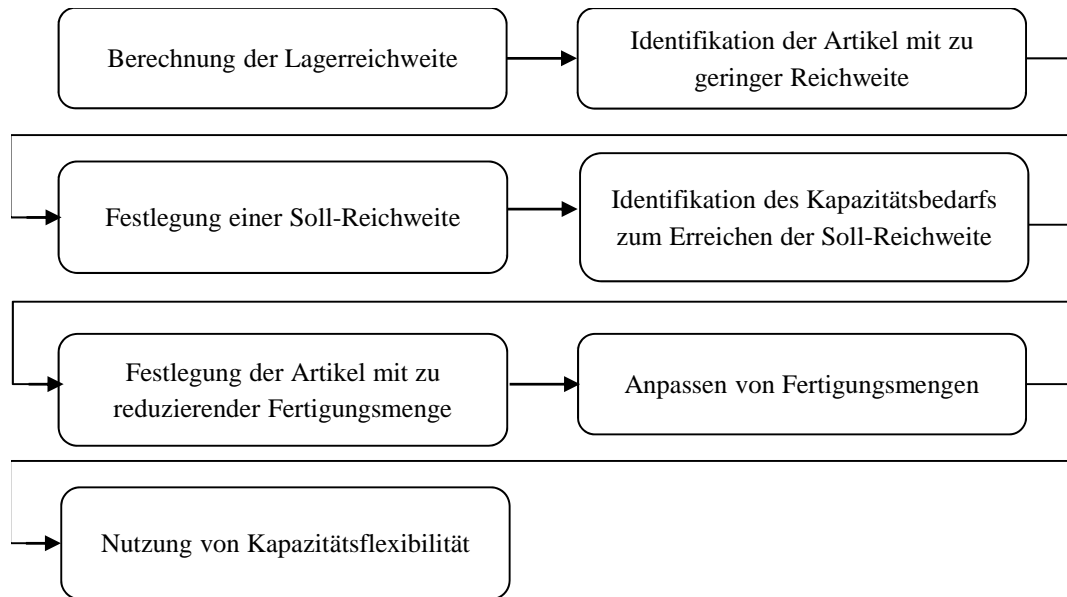 Berechnung der Lagerreichweite
Identifikation der Artikel mit zu
geringer Reichweite
Festlegung einer Soll-Reichweite
Identifikation des Kapazitätsbedarfs
zum Erreichen der Soll-Reichweite
Festlegung der Artikel mit zu
reduzierender Fertigungsmenge
Anpassen von Fertigungsmengen
Nutzung von Kapazitätsflexibilität